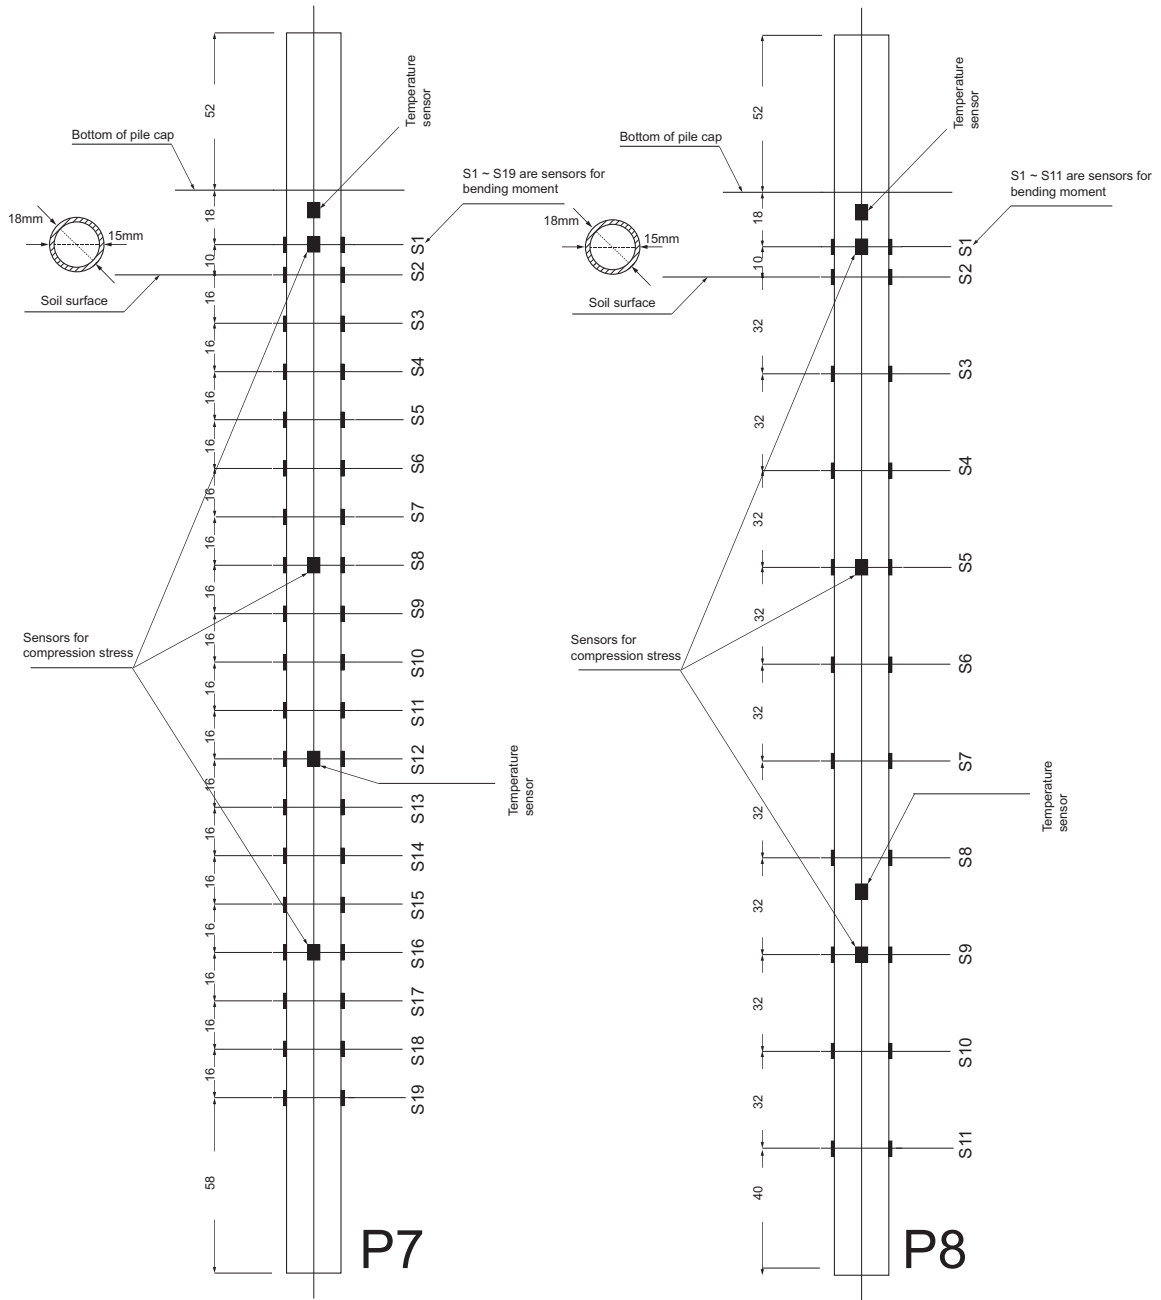 52
Temperature
sensor
Bottom of pile cap
S1 ~ S19 are sensors for
bending moment
18mm
15mm
18
10
Soil surface
S1
S2
16
S3
16
S4
16
S5
16
S6
16
S7
16
S8
16
S9
16
S10
16
S11
16
S12
16
S13
16
S14
16
S15
16
S16
16
S17
16
S18
16
S19
58
Sensors for
compression stress
Temperature
sensor
P7
52
Temperature
sensor
Bottom of pile cap
S1 ~ S11 are sensors for
bending moment
18mm
15mm
18
10
Soil surface
S1
S2
32
S3
32
S4
32
S5
32
S6
32
S7
32
S8
32
S9
32
S10
32
S11
40
Sensors for
compression stress
Temperature
sensor
P8